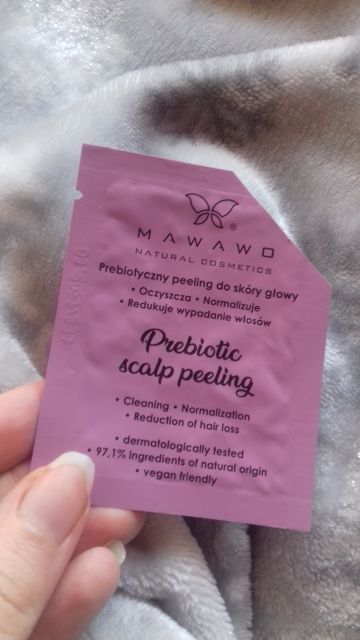 MAWAWO®
NATURAL COSMETICS
Prebiotyczny peeling do skóry głowy
• Oczyszcza • Normalizuje
• Redukuje wypadanie włosów
Prebiotic
scalp peeling
• Cleaning • Normalization
• Reduction of hair loss
• dermatologically tested
• 97,1% ingredients of natural origin
• vegan friendly